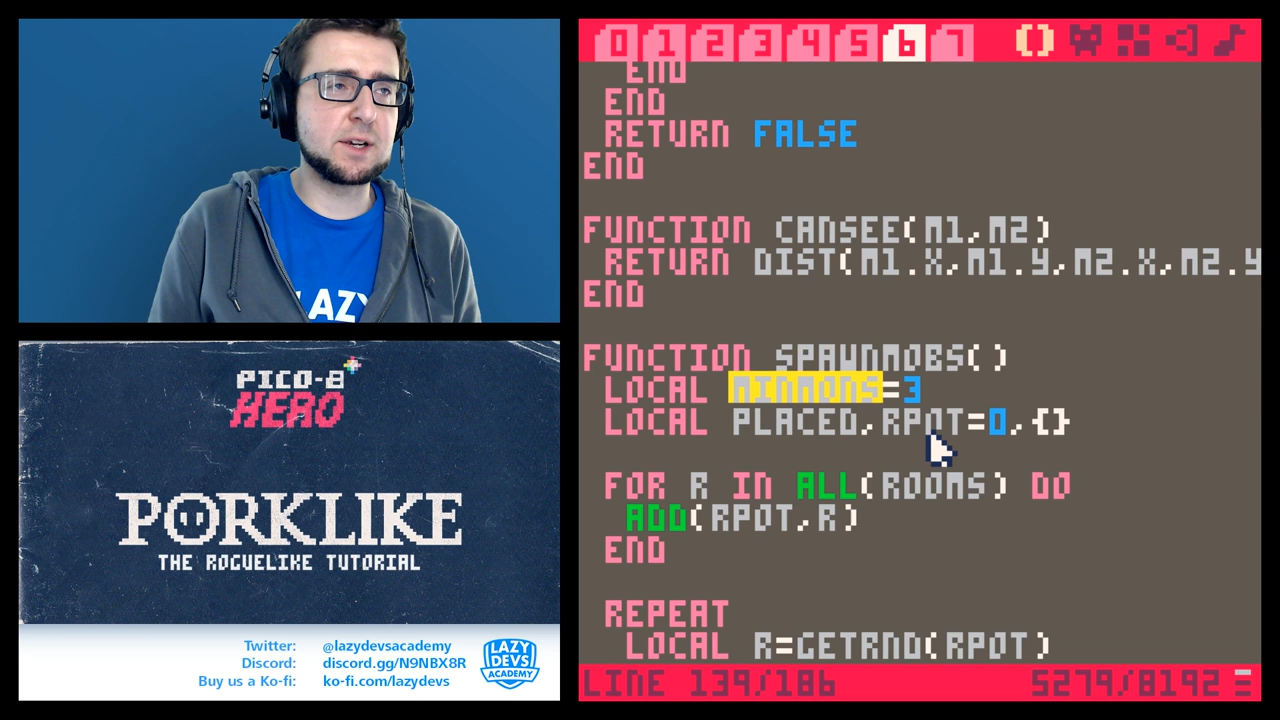 LAZY
PICO-8
HERO
PORKLIKE
THE ROGUELIKE TUTORIAL
Twitter: @lazydevsacademy
Discord: discord.gg/N9NBX8R
Buy us a Ko-fi: ko-fi.com/lazydevs
LAZY
DEVS
ACADEMY
0 1 2 3 4 5 6 7 ()
END
END
RETURN FALSE
END
FUNCTION CANSEE(M1,M2)
RETURN DIST(M1.X,M1.Y,M2.X,M2.Y
END
FUNCTION SPAWNMOBS()
LOCAL MINMONS=3
LOCAL PLACED,RPOT=0,{}
FOR R IN ALL(ROOMS) DO
ADD(RPOT,R)
END
REPEAT
LOCAL R=GETRND(RPOT)
LINE 139/186 5279/8192